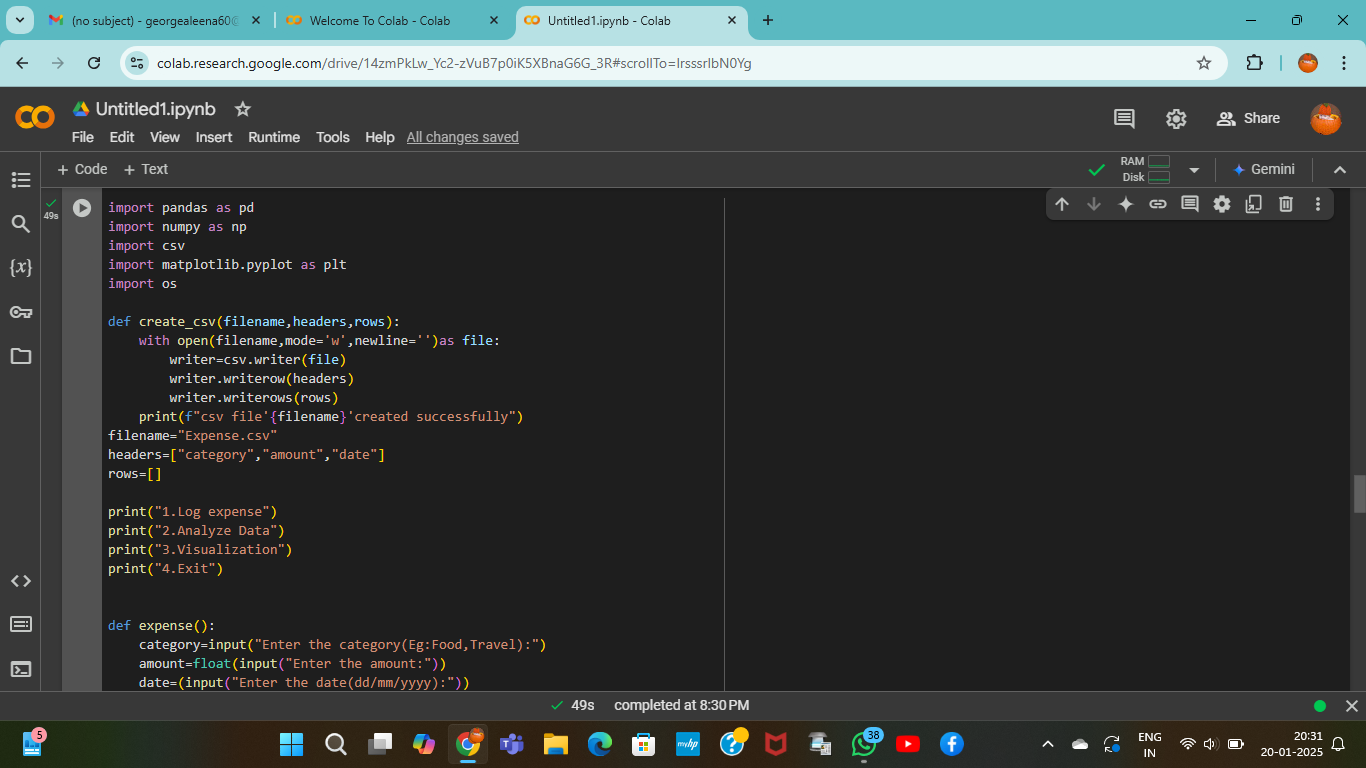 (no subject) - georgealeena60@
Welcome To Colab - Colab
Untitled1.ipynb - Colab
colab.research.google.com/drive/14zmPkLw_Yc2-zVuB7p0iK5XBnaG6G_3R#scrollTo=lrsssrlbN0Yg
Untitled1.ipynb
File Edit View Insert Runtime Tools Help All changes saved
Share
+ Code + Text
RAM
Disk
Gemini
49s
import pandas as pd
import numpy as np
import csv
import matplotlib.pyplot as plt
import os
def create_csv(filename,headers,rows):
    with open(filename,mode='w',newline='')as file:
        writer=csv.writer(file)
        writer.writerow(headers)
        writer.writerows(rows)
    print(f"csv file'{filename}'created successfully")
filename="Expense.csv"
headers=["category","amount","date"]
rows=[]
print("1.Log expense")
print("2.Analyze Data")
print("3.Visualization")
print("4.Exit")
def expense():
    category=input("Enter the category(Eg:Food,Travel):")
    amount=float(input("Enter the amount:"))
    date=(input("Enter the date(dd/mm/yyyy):"))
49s completed at 8:30 PM
5
myhp
38
ENG
IN
20:31
20-01-2025